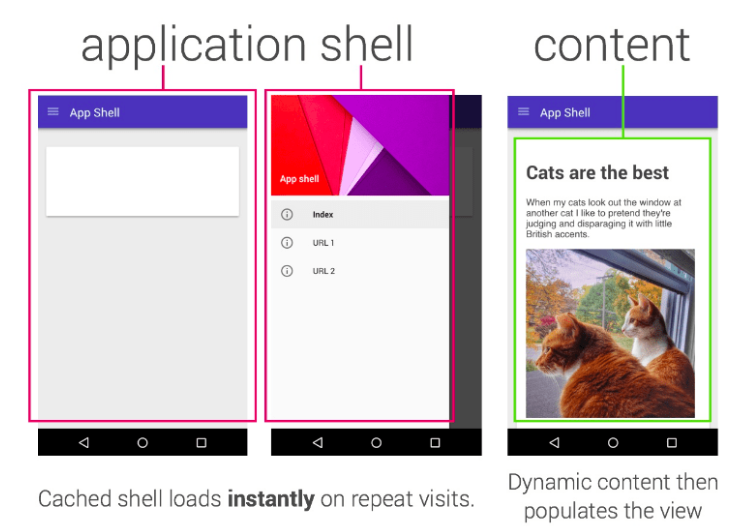 application shell
content
App Shell
App shell
Index
URL 1
URL 2
App Shell
Cats are the best
When my cats look out the window at
another cat I like to pretend they're
judging and disparaging it with little
British accents.
Cached shell loads instantly on repeat visits.
Dynamic content then
populates the view